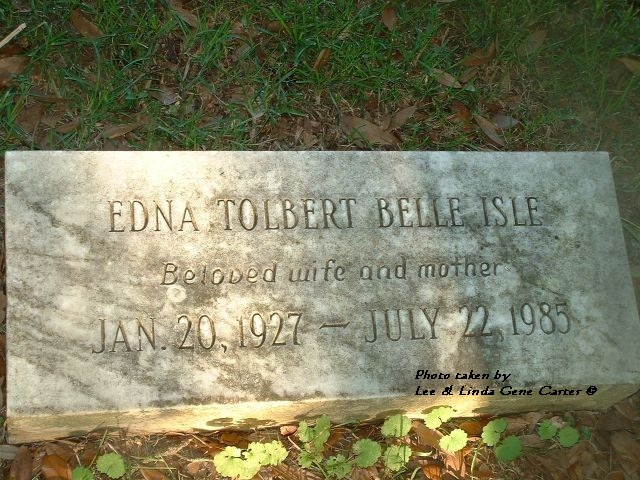 EDNA TOLBERT BELLE ISLE
Beloved wife and mother
JAN. 20, 1927 — JULY 22, 1985
Photo taken by
Lee & Linda Gene Carter ©